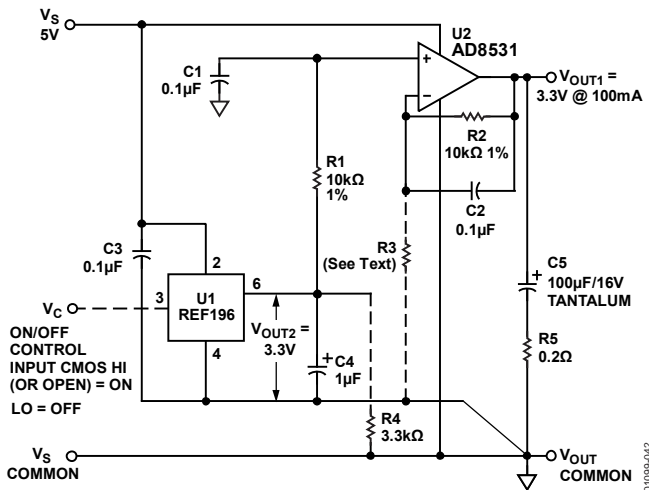 VS
5V
U2
AD8531
C1
0.1µF
+
−
VOUT1 =
3.3V @ 100mA
R2
10kΩ 1%
R1
10kΩ
1%
C2
0.1µF
C3
0.1µF
R3
(See Text)
C5
100µF/16V
TANTALUM
+
2
6
3
U1
REF196
4
VC
VOUT2 =
3.3V
+
C4
1µF
R5
0.2Ω
ON/OFF
CONTROL
INPUT CMOS HI
(OR OPEN) = ON
LO = OFF
R4
3.3kΩ
VS
COMMON
VOUT
COMMON
01099-042